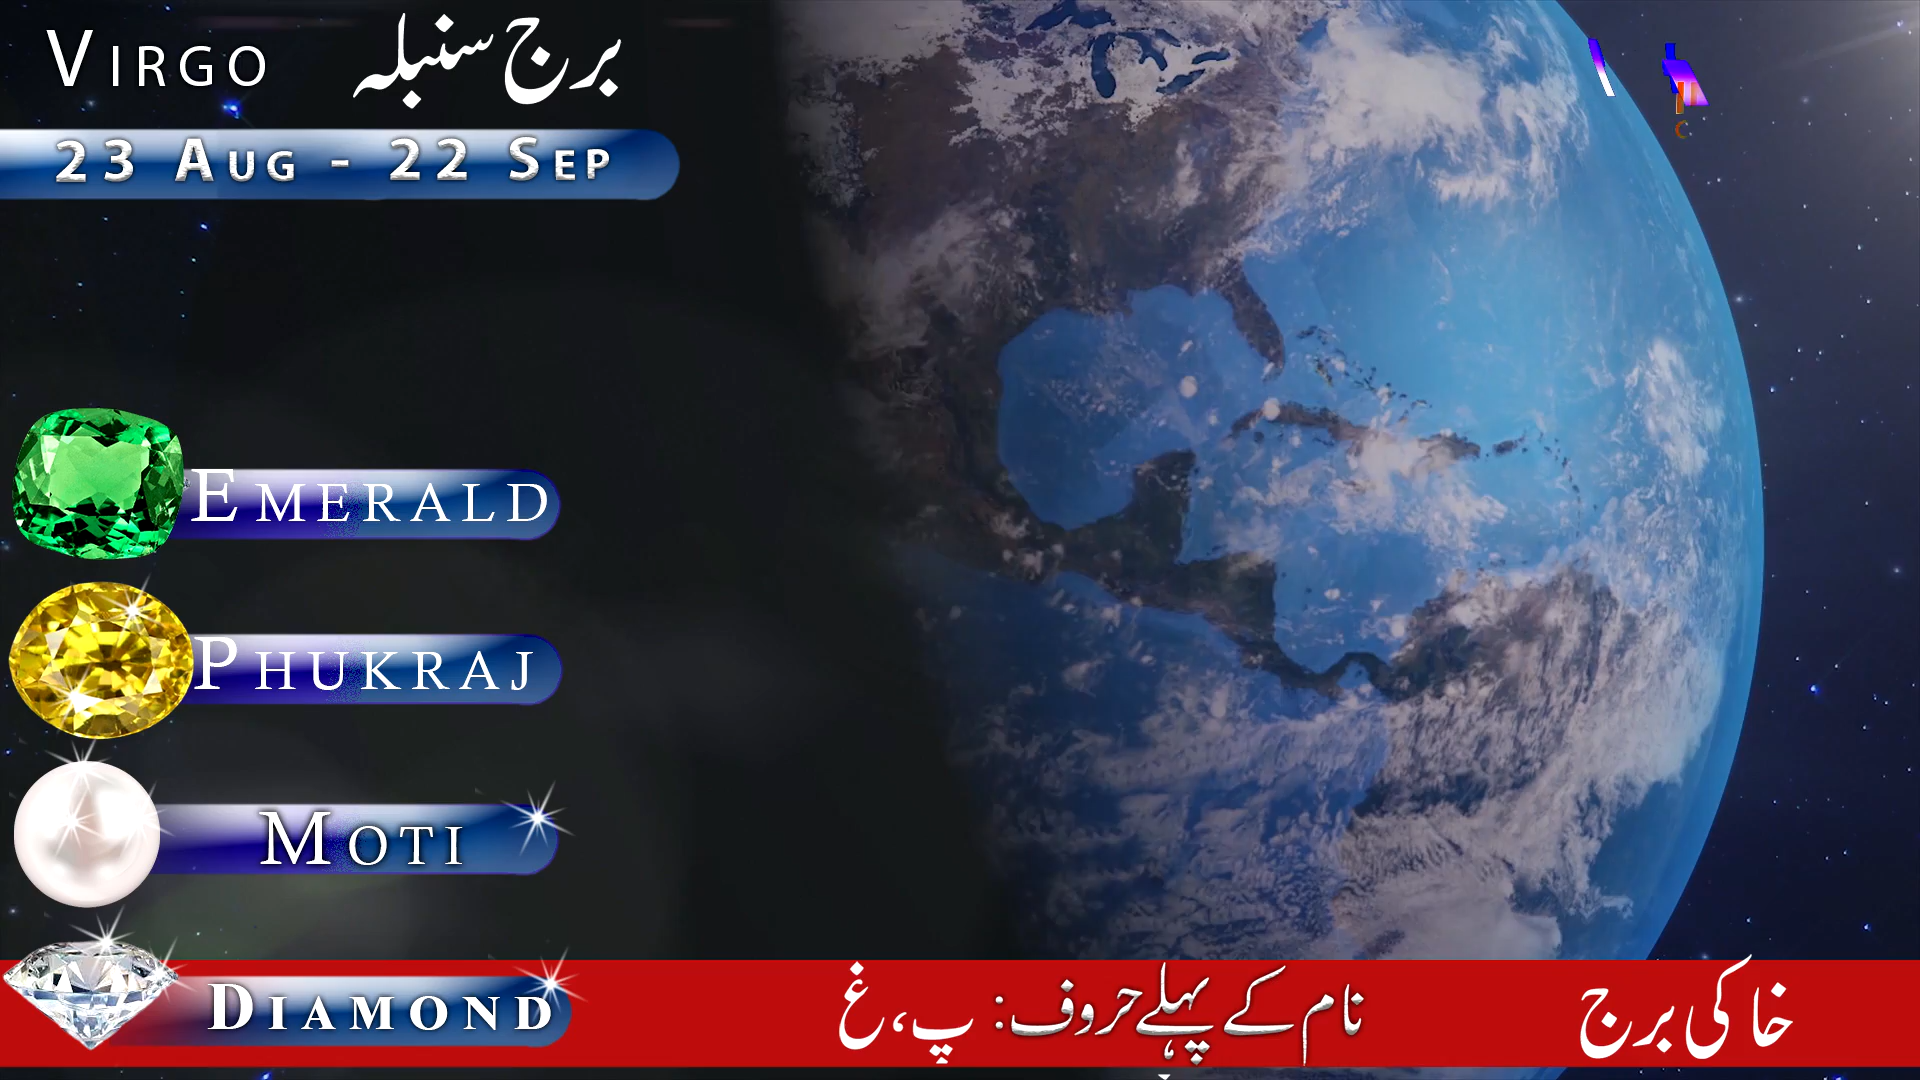 Virgo برج سنبلہ
23 Aug - 22 Sep
Emerald
Phukraj
Moti
Diamond
خاکی برج
نام کے پہلے حروف: پ، غ